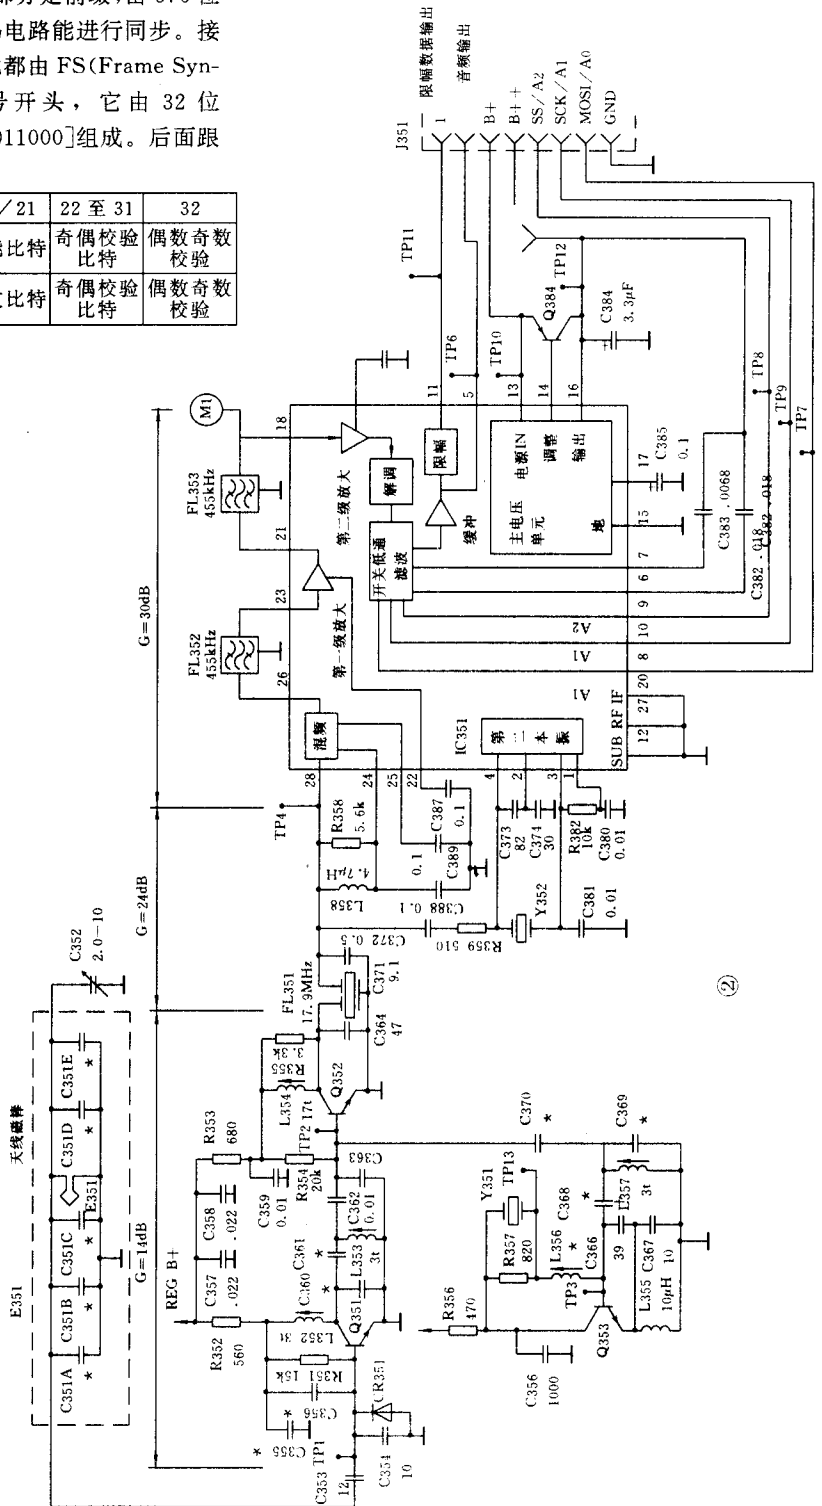 电路能进行同步。接
都由 FS(Frame Syn-
号开头，它由 32 位
011000]组成。后面跟
/21
22 至 31
32
比特
奇偶校验
比特
偶数奇数
校验
比特
奇偶校验
比特
偶数奇数
校验
J351
限幅数据输出
音频输出
1
B+
B++
SS/A2
SCK/A1
MOSI/A0
GND
TP11
TP6
TP10
TP12
Q384
C384
3.3μF
TP8
TP9
TP7
M1
FL353
455kHz
FL352
455kHz
G=30dB
18
21
23
26
11
5
13
14
16
17
15
7
6
9
10
8
20
27
12
第二级放大
解调
限幅
缓冲
开关低通
滤波
第一级放大
混频
电源IN
调整
输出
主电压
单元
地
C385
0.1
C383 .0068
C382 .018
C382 .018
A2
A1
A1
SUB RF IF
IC351
第二本振
28
24
25
22
4
2
3
1
TP4
G=24dB
R358
5.6k
4.7μH
L358
0.1
C387
0.1
C389
C388 0.1
C373
82
C374
30
R382
10k
C380
0.01
C372 0.5
R359 510
Y352
C381
0.01
C352
2.0-10
FL351
17.9MHz
C371
9.1
C364
47
3.3k
R355
L354
17t
Q352
天线磁棒
E351
C351A
*
C351B
*
C351C
*
E351
C351D
*
C351E
*
G=14dB
REG B+
R353
680
C358
.022
C357
.022
C359
0.01
R354
20k
TP2
C363
C362
0.01
L353
3t
C361
*
C360
*
Q351
L352 3t
R352
560
R351 15k
C356
*
C355
*
TP1
C353
12
C354
10
CR351
C370
*
C369
*
Y351
TP13
L357
3t
C368
*
R357
820
L356
*
C366
39
C367
10
TP3
L355
10μH
R356
470
Q353
C356
1000
②